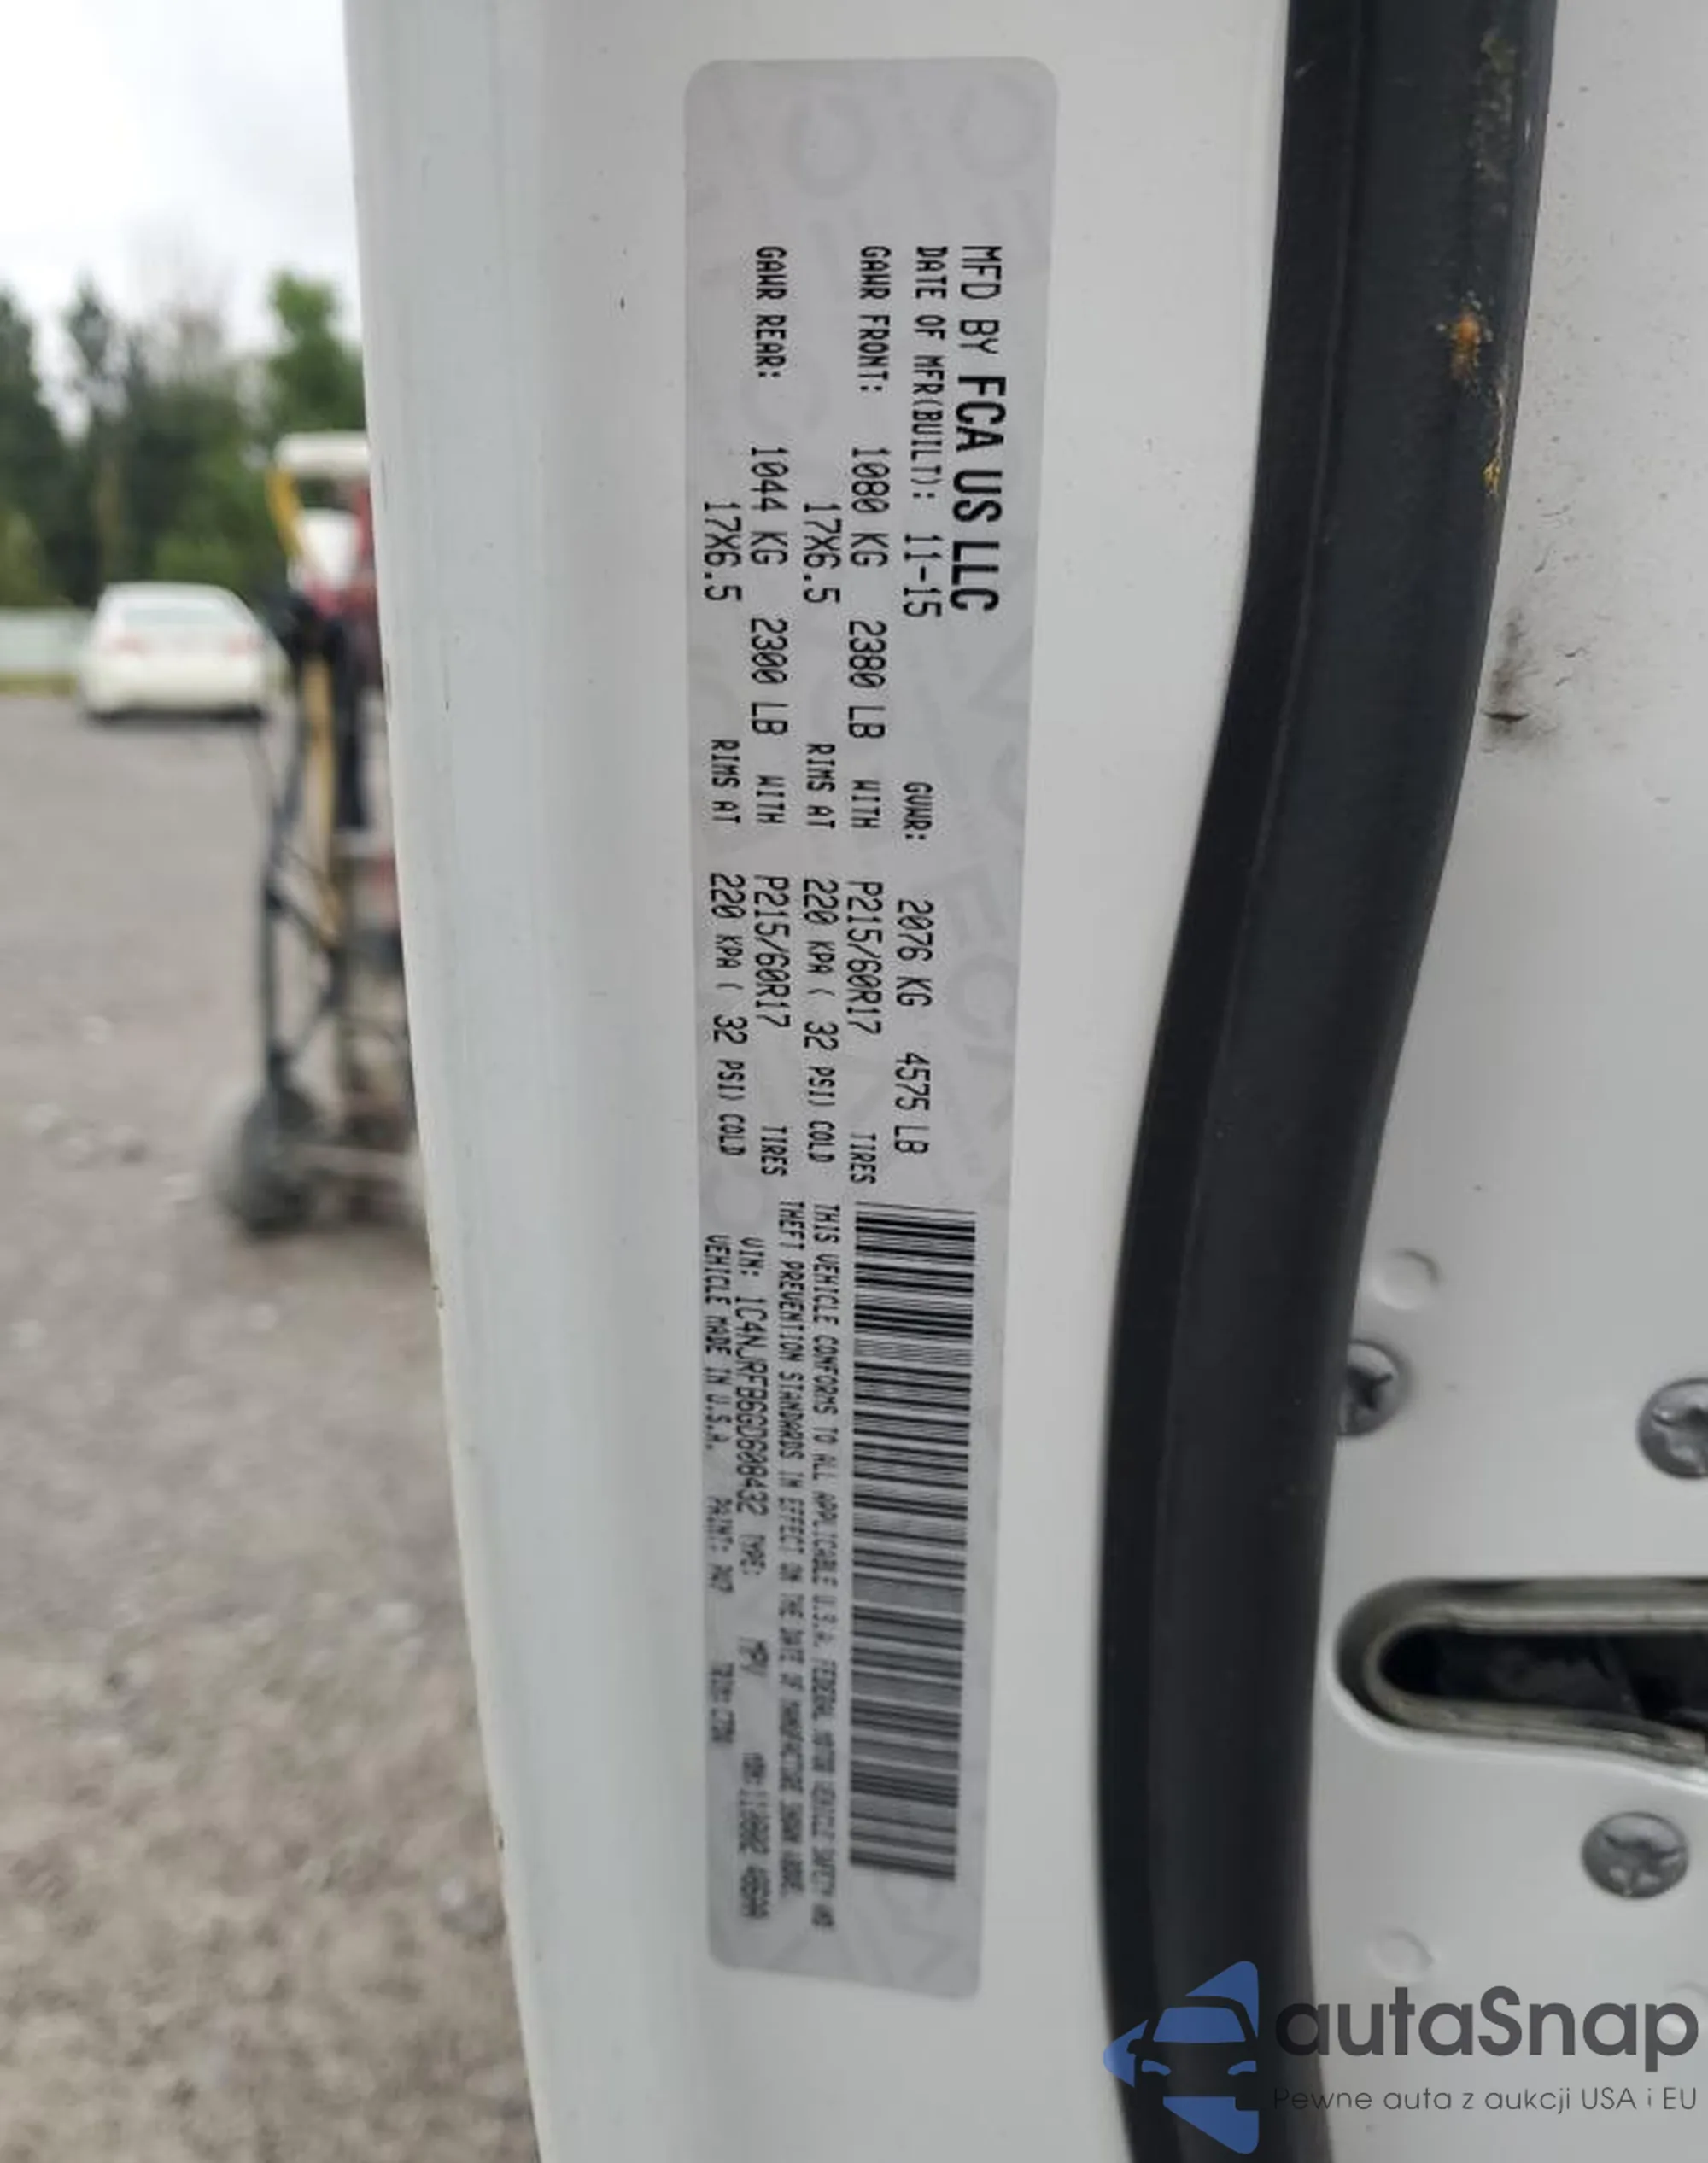 MFD BY FCA US LLC
DATE OF MFR(BUILT): 11-15 GVWR: 2076 KG 4575 LB
GAWR FRONT: 1080 KG 2380 LB WITH P215/60R17 TIRES
17X6.5 RIMS AT 220 KPA ( 32 PSI) COLD
GAWR REAR: 1044 KG 2300 LB WITH P215/60R17 TIRES
17X6.5 RIMS AT 220 KPA ( 32 PSI) COLD
THIS VEHICLE CONFORMS TO ALL APPLICABLE U.S.A. FEDERAL MOTOR VEHICLE SAFETY AND
THEFT PREVENTION STANDARDS IN EFFECT ON THE DATE OF MANUFACTURE SHOWN ABOVE.
VIN: 1C4NJRFB6GD608432 TYPE: MPV
VEHICLE MADE IN U.S.A. PAINT: PW7 TRIM:
autaSnap
Pewne auta z aukcji USA i EU